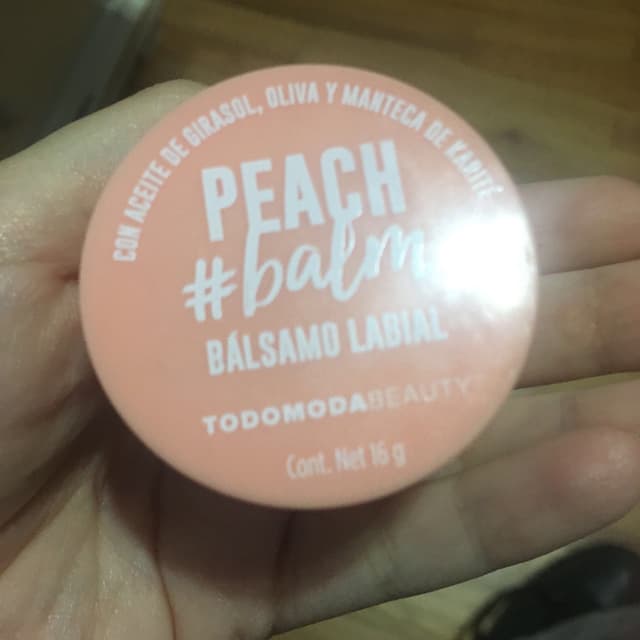 CON ACEITE DE GIRASOL, OLIVA Y MANTECA DE KARITÉ
PEACH
#balm
BÁLSAMO LABIAL
TODOMODABEAUTY
Cont. Net 16 g